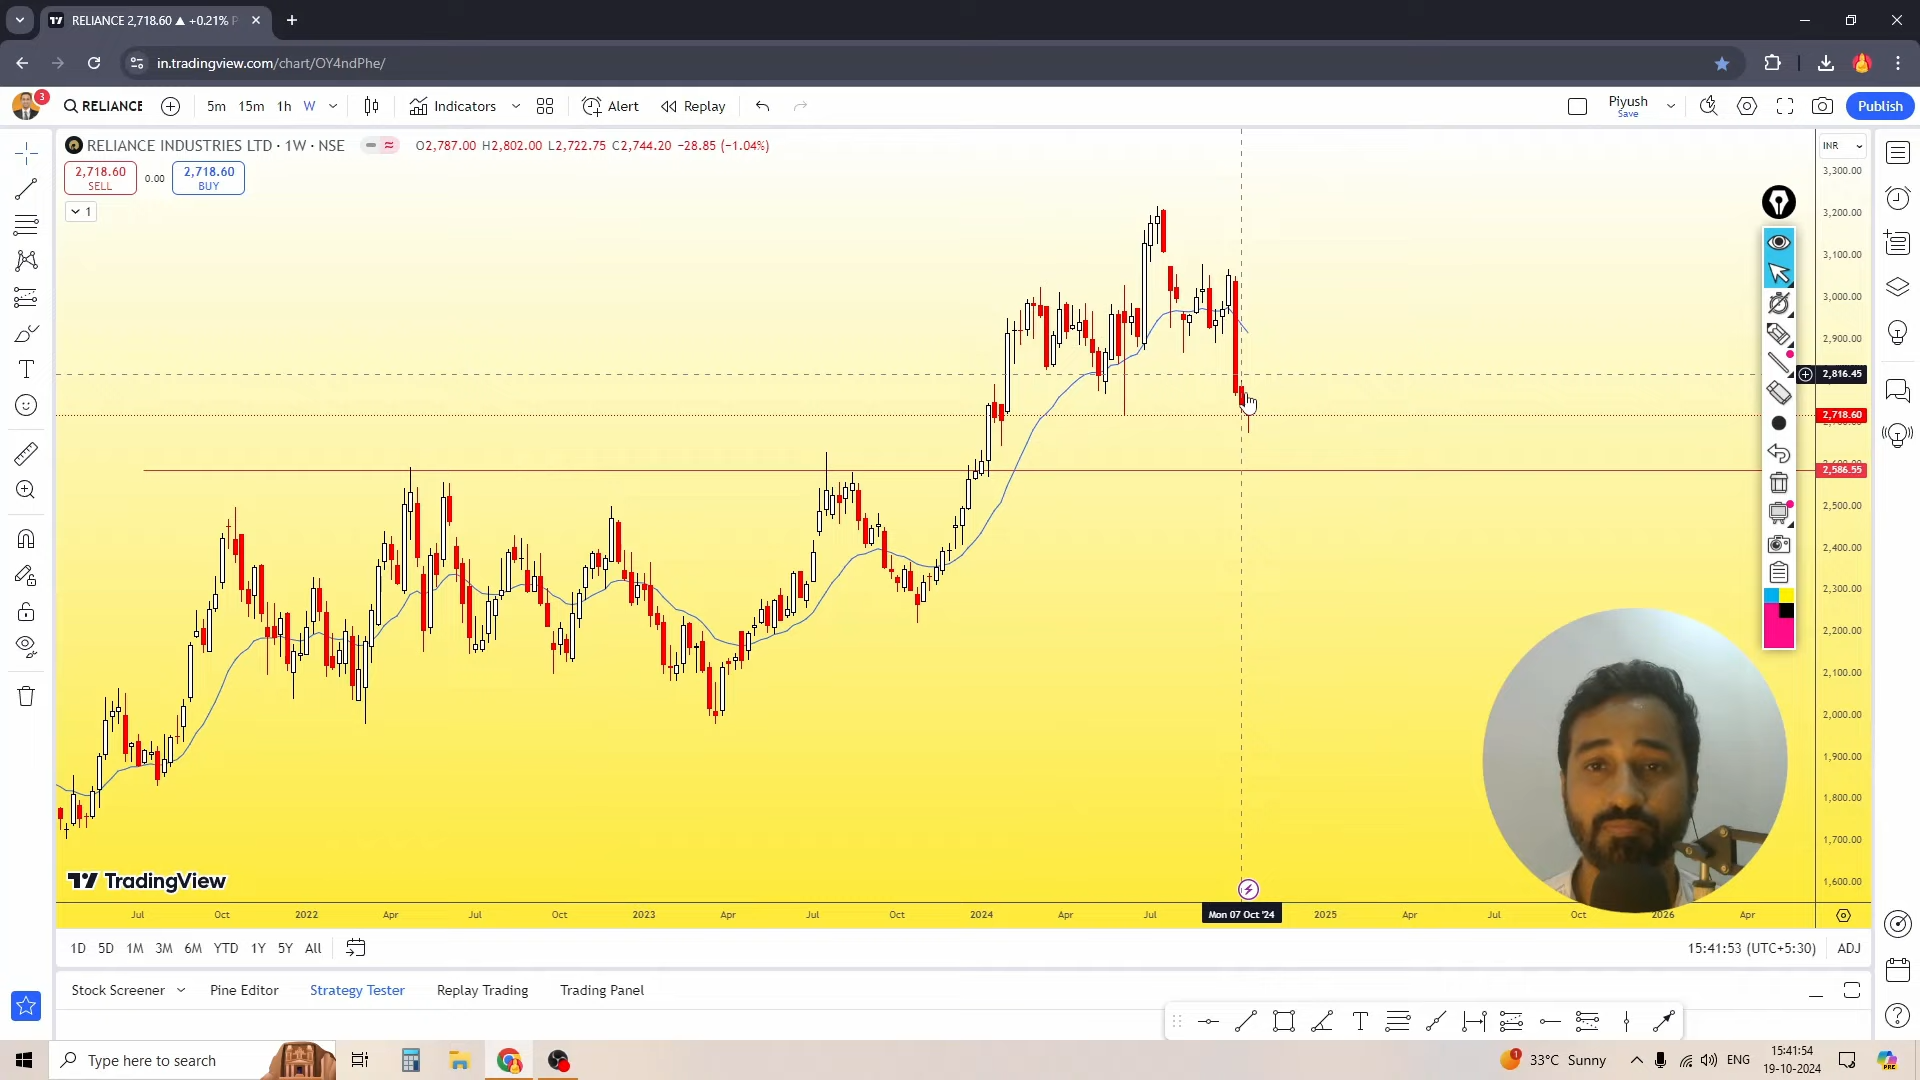 RELIANCE 2,718.60 ▲ +0.21%
in.tradingview.com/chart/OY4ndPhe/
3
RELIANCE
5m 15m 1h W
Indicators
Alert
Replay
Piyush
Save
Publish
RELIANCE INDUSTRIES LTD · 1W · NSE
O2,787.00 H2,802.00 L2,722.75 C2,744.20 −28.85 (−1.04%)
INR
2,718.60
SELL
0.00
2,718.60
BUY
1
3,300.00
3,200.00
3,100.00
3,000.00
2,900.00
2,816.45
2,718.60
2,586.55
2,500.00
2,400.00
2,300.00
2,200.00
2,100.00
2,000.00
1,900.00
1,800.00
1,700.00
1,600.00
TradingView
Jul Oct 2022 Apr Jul Oct 2023 Apr Jul Oct 2024 Apr Jul Mon 07 Oct '24 2025 Apr Jul Oct 2026 Apr
1D 5D 1M 3M 6M YTD 1Y 5Y All
15:41:53 (UTC+5:30) ADJ
Stock Screener Pine Editor Strategy Tester Replay Trading Trading Panel
Type here to search
1
33°C Sunny
ENG
15:41:54
19-10-2024
PRE